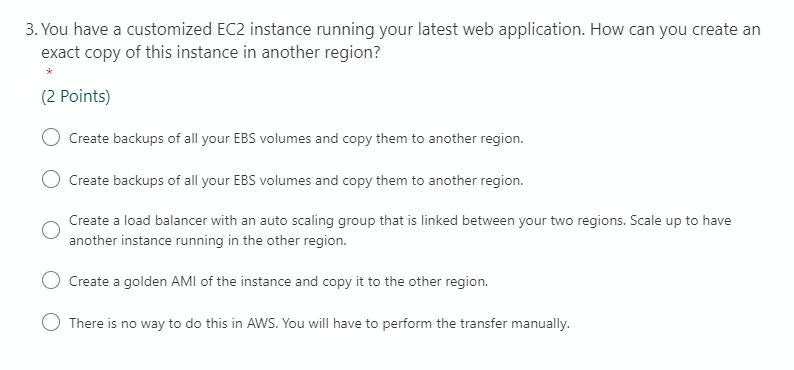 3. You have a customized EC2 instance running your latest web application. How can you create an
exact copy of this instance in another region?
*
(2 Points)
Create backups of all your EBS volumes and copy them to another region.
Create backups of all your EBS volumes and copy them to another region.
Create a load balancer with an auto scaling group that is linked between your two regions. Scale up to have
another instance running in the other region.
Create a golden AMI of the instance and copy it to the other region.
There is no way to do this in AWS. You will have to perform the transfer manually.